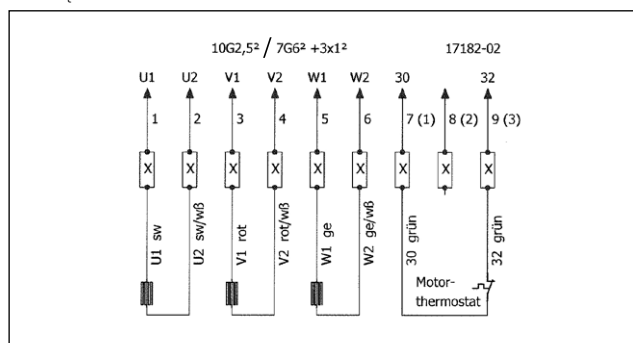 10G2,5² / 7G6² +3x1² 17182-02
U1 U2 V1 V2 W1 W2 30 32
1 2 3 4 5 6 7 (1) 8 (2) 9 (3)
X X X X X X X X X
U1 sw
U2 sw/wß
V1 rot
V2 rot/wß
W1 ge
W2 ge/wß
30 grün
32 grün
Motor-
thermostat